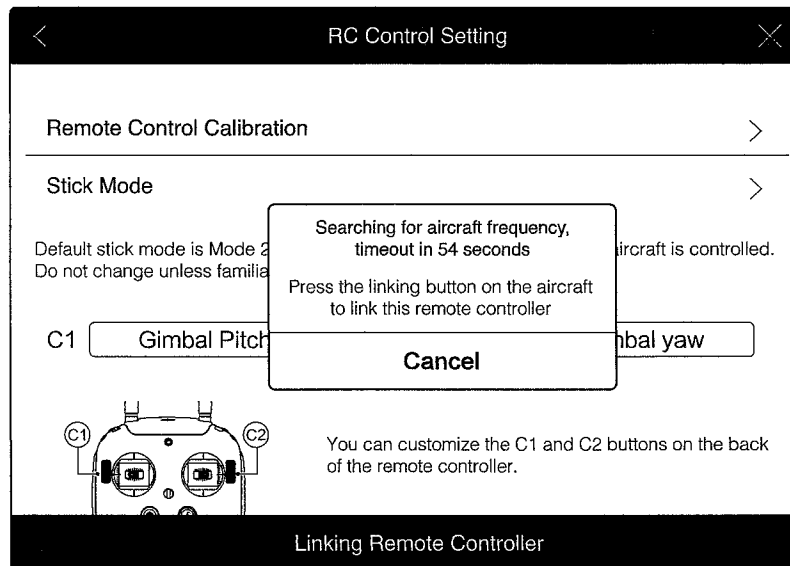 RC Control Setting
Remote Control Calibration
Stick Mode
Default stick mode is Mode 2
Do not change unless familia
ircraft is controlled.
Searching for aircraft frequency,
timeout in 54 seconds
Press the linking button on the aircraft
to link this remote controller
Cancel
C1 Gimbal Pitch
nbal yaw
C1
C2
You can customize the C1 and C2 buttons on the back
of the remote controller.
Linking Remote Controller